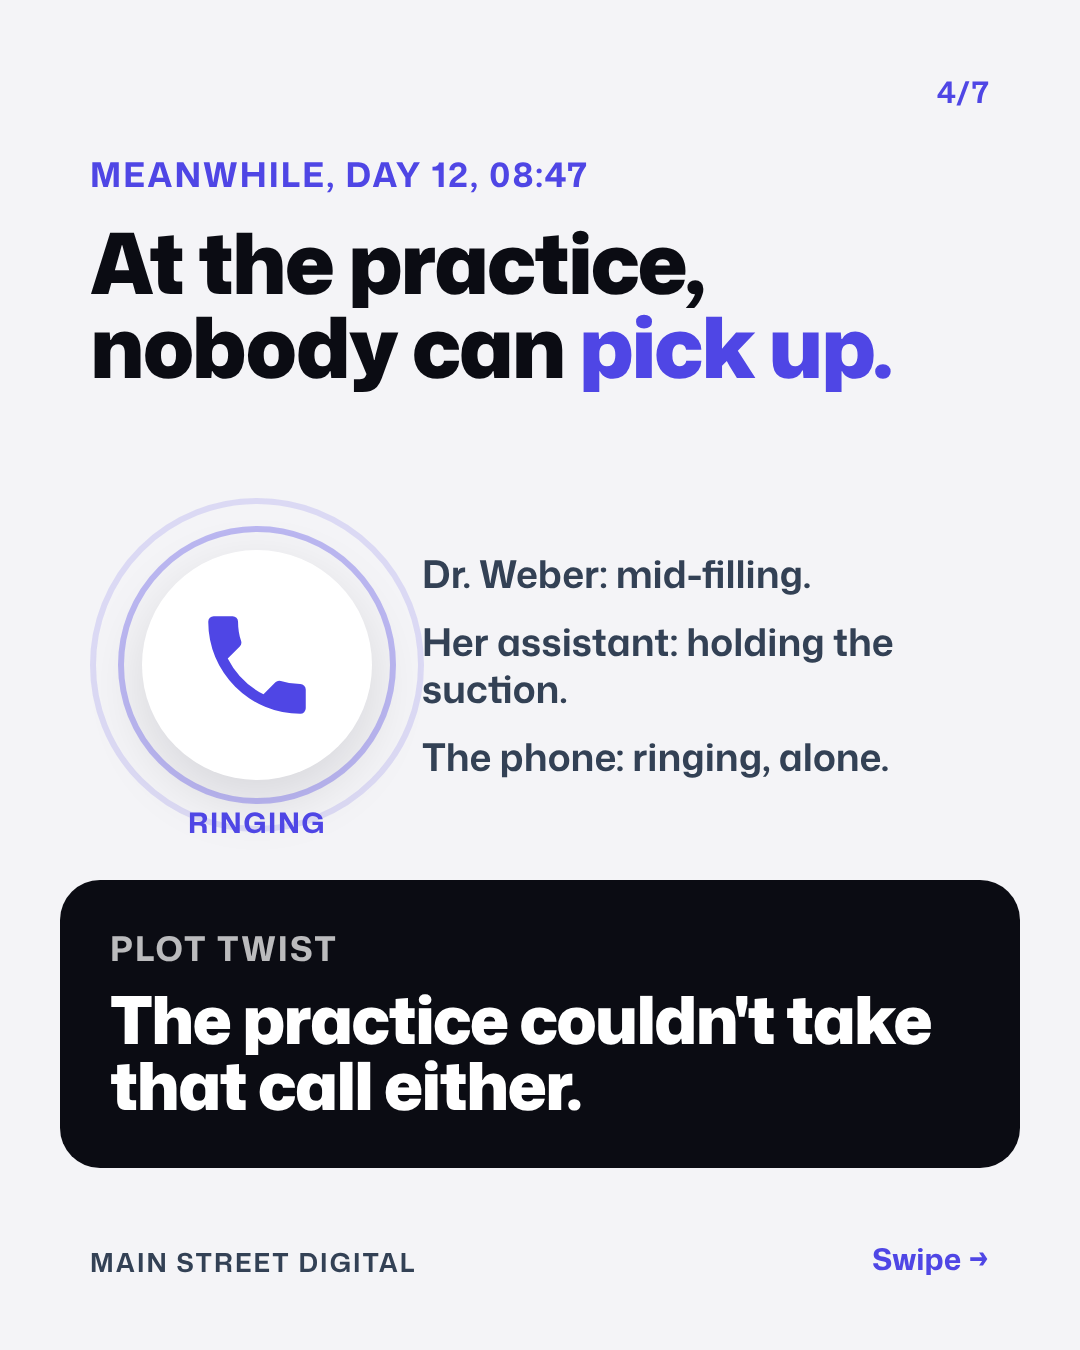 4/7
MEANWHILE, DAY 12, 08:47
At the practice,
nobody can pick up.
Dr. Weber: mid-filling.
Her assistant: holding the
suction.
The phone: ringing, alone.
RINGING
PLOT TWIST
The practice couldn't take
that call either.
MAIN STREET DIGITAL
Swipe →